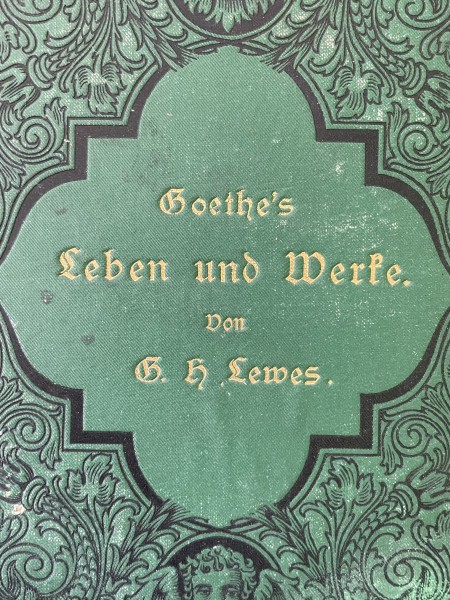 Goethe's
Leben und Werke.
Von
G. H. Lewes.